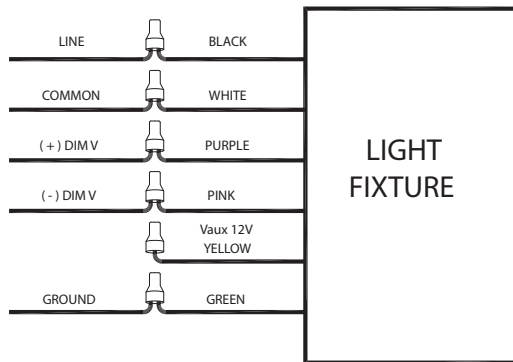 LINE BLACK
COMMON WHITE
( + ) DIM V PURPLE
( - ) DIM V PINK
Vaux 12V
YELLOW
GROUND GREEN
LIGHT
FIXTURE